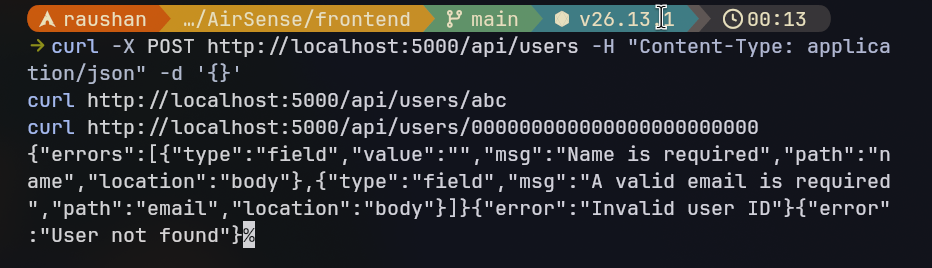 raushan …/AirSense/frontend main v26.13.1 00:13
→ curl -X POST http://localhost:5000/api/users -H "Content-Type: applica
tion/json" -d '{}'
curl http://localhost:5000/api/users/abc
curl http://localhost:5000/api/users/000000000000000000000000
{"errors":[{"type":"field","value":"","msg":"Name is required","path":"n
ame","location":"body"},{"type":"field","msg":"A valid email is required
","path":"email","location":"body"}]}{"error":"Invalid user ID"}{"error"
:"User not found"}%